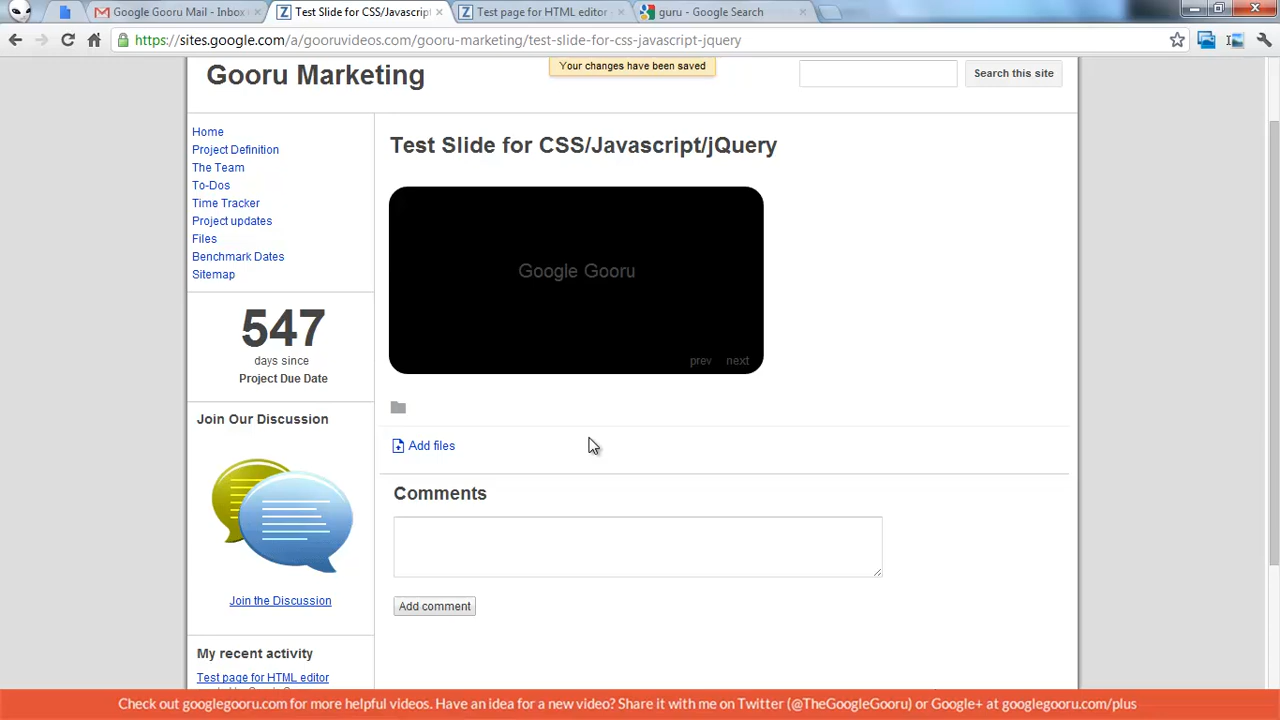 Google Gooru Mail - Inbox
Test Slide for CSS/Javascript
Test page for HTML editor
guru - Google Search
https://sites.google.com/a/gooruvideos.com/gooru-marketing/test-slide-for-css-javascript-jquery
Gooru Marketing
Your changes have been saved
Search this site
Home
Project Definition
The Team
To-Dos
Time Tracker
Project updates
Files
Benchmark Dates
Sitemap
547
days since
Project Due Date
Join Our Discussion
Join the Discussion
My recent activity
Test page for HTML editor
Test Slide for CSS/Javascript/jQuery
Google Gooru
prev next
Add files
Comments
Add comment
Check out googlegooru.com for more helpful videos. Have an idea for a new video? Share it with me on Twitter (@TheGoogleGooru) or Google+ at googlegooru.com/plus